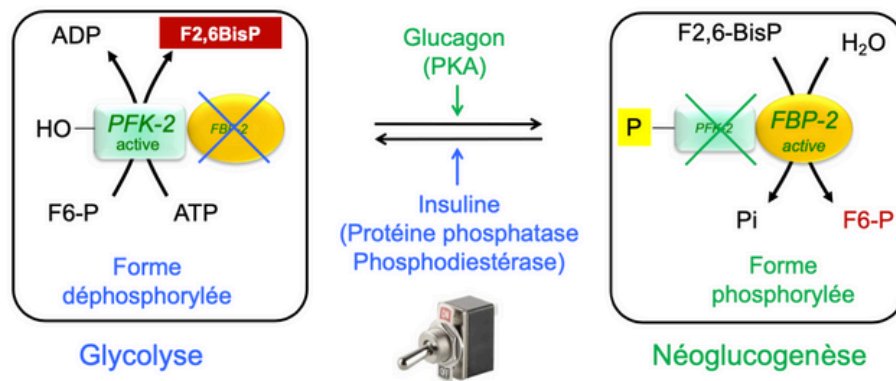 ADP
F2,6BisP
HO
PFK-2
active
FBP-2
F6-P
ATP
Forme
déphosphorylée
Glycolyse
Glucagon
(PKA)
Insuline
(Protéine phosphatase
Phosphodiestérase)
F2,6-BisP
H2O
P
PFK-2
FBP-2
active
Pi
F6-P
Forme
phosphorylée
Néoglucogenèse